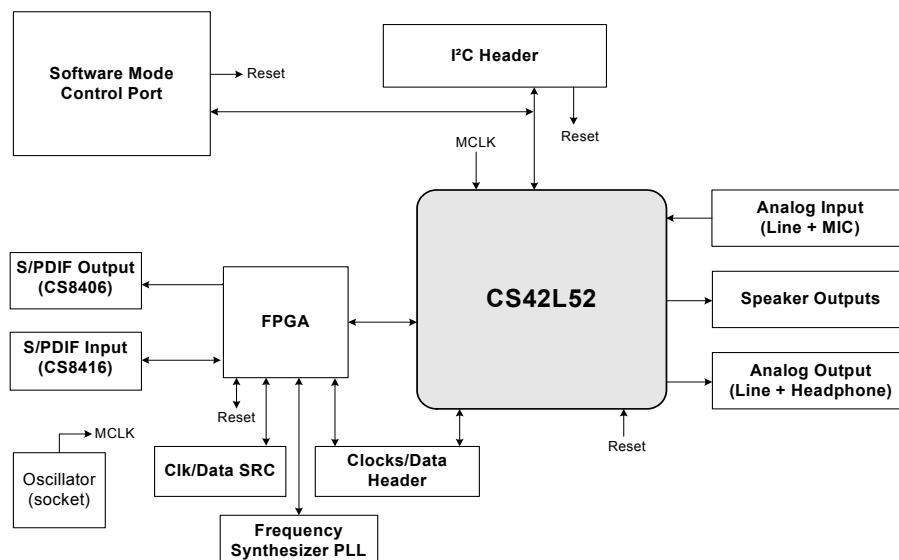 Software Mode
Control Port
Reset
I²C Header
Reset
MCLK
Analog Input
(Line + MIC)
CS42L52
Speaker Outputs
S/PDIF Output
(CS8406)
FPGA
S/PDIF Input
(CS8416)
Analog Output
(Line + Headphone)
Reset
Reset
MCLK
Oscillator
(socket)
Clk/Data SRC
Clocks/Data
Header
Frequency
Synthesizer PLL